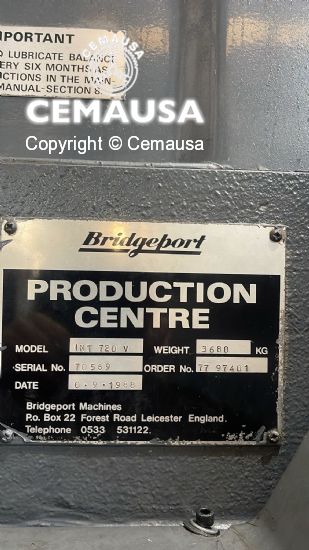 IMPORTANT
LUBRICATE BALANCE
ERY SIX MONTHS AS
UCTIONS IN THE MAIN-
MANUAL-SECTION 8.
CEMAUSA
CEMAUSA
Copyright © Cemausa
Bridgeport
PRODUCTION
CENTRE
MODEL INT 720 V WEIGHT 3680 KG
SERIAL No. 70569 ORDER No. 77 97401
DATE 0-9-1988
Bridgeport Machines
P.o. Box 22 Forest Road Leicester England.
Telephone 0533 531122.